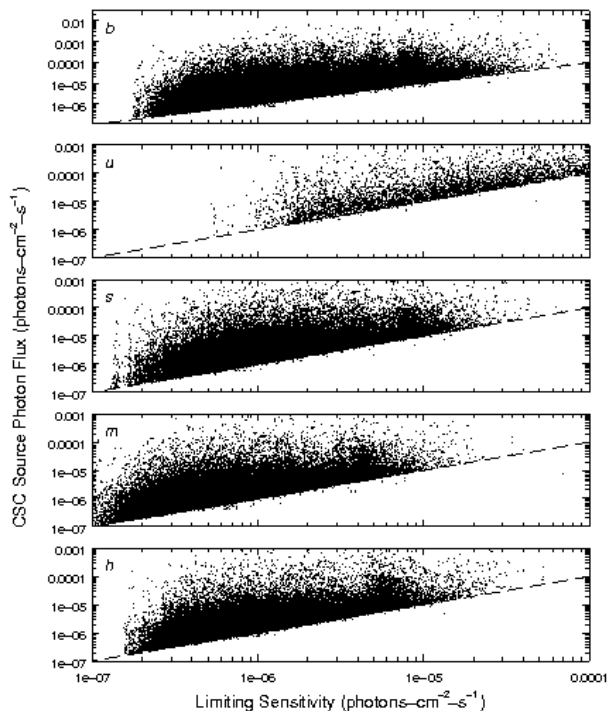 b
0.01
0.001
0.0001
1e−05
1e−06
u
0.001
0.0001
1e−05
1e−06
1e−07
s
0.001
0.0001
1e−05
1e−06
1e−07
m
0.001
0.0001
1e−05
1e−06
1e−07
h
0.001
0.0001
1e−05
1e−06
1e−07
1e−07 1e−06 1e−05 0.0001
CSC Source Photon Flux (photons−cm⁻²−s⁻¹)
Limiting Sensitivity (photons−cm⁻²−s⁻¹)